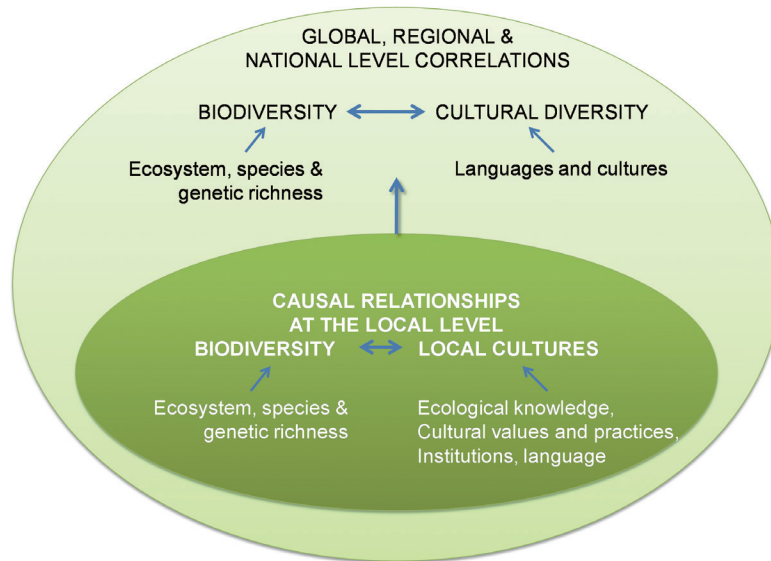 GLOBAL, REGIONAL &
NATIONAL LEVEL CORRELATIONS
BIODIVERSITY
CULTURAL DIVERSITY
Ecosystem, species &
genetic richness
Languages and cultures
CAUSAL RELATIONSHIPS
AT THE LOCAL LEVEL
BIODIVERSITY
LOCAL CULTURES
Ecosystem, species &
genetic richness
Ecological knowledge,
Cultural values and practices,
Institutions, language